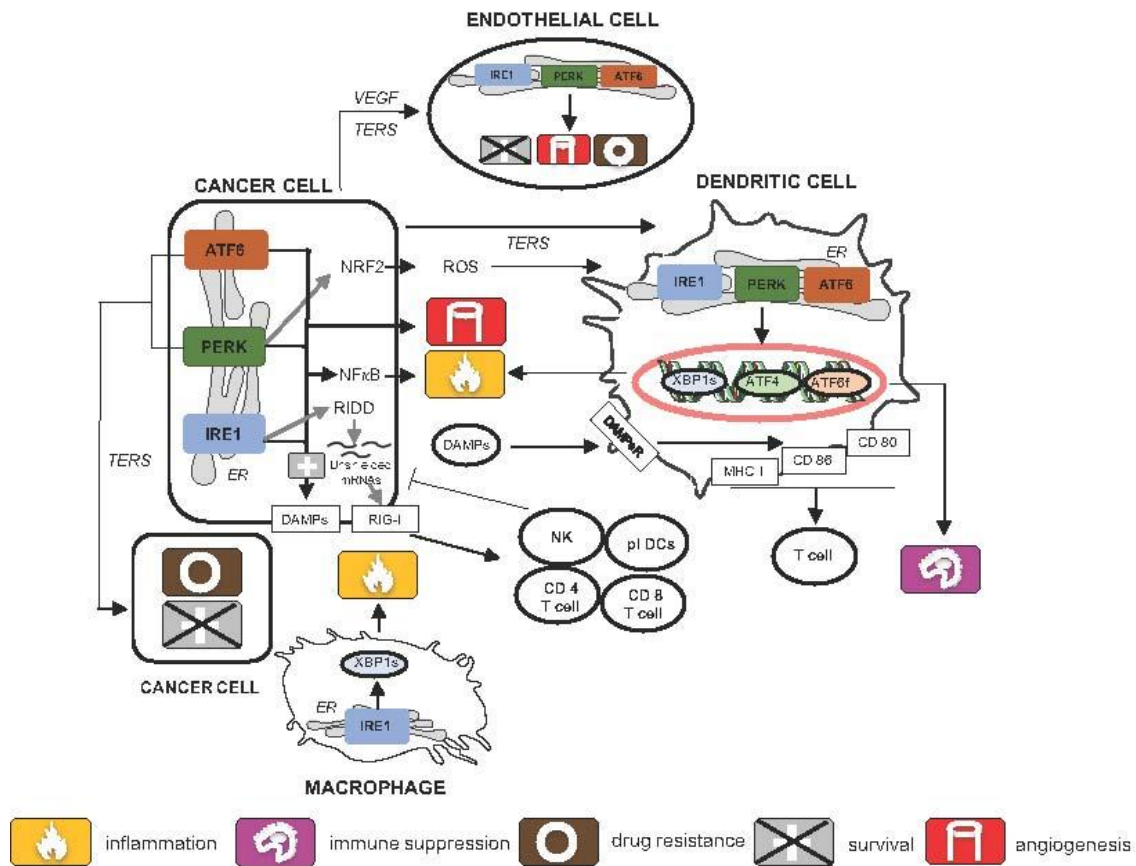 ENDOTHELIAL CELL
IRE1
PERK
ATF6
VEGF
TERS
CANCER CELL
ATF6
PERK
IRE1
ER
NRF2
ROS
NFκB
RIDD
mRNAs
DAMPs
RIG-I
TERS
TERS
DENDRITIC CELL
ER
IRE1
PERK
ATF6
XBP1s
ATF4
ATF6f
DAMPs
DAMPsR
MHC I
CD 86
CD 80
T cell
NK
pl DCs
CD 4
T cell
CD 8
T cell
CANCER CELL
XBP1s
ER
IRE1
MACROPHAGE
inflammation
immune suppression
drug resistance
survival
angiogenesis